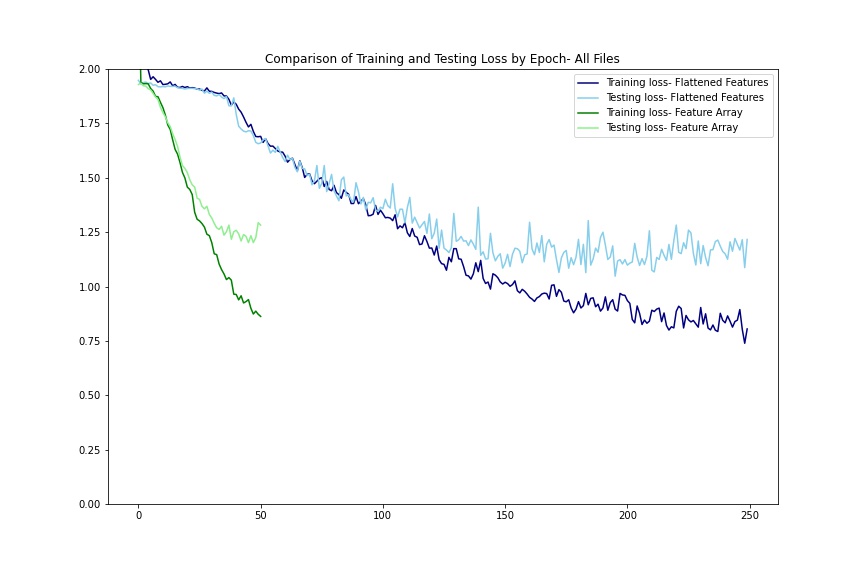 Comparison of Training and Testing Loss by Epoch- All Files
Training loss- Flattened Features
Testing loss- Flattened Features
Training loss- Feature Array
Testing loss- Feature Array
2.00
1.75
1.50
1.25
1.00
0.75
0.50
0.25
0.00
0 50 100 150 200 250